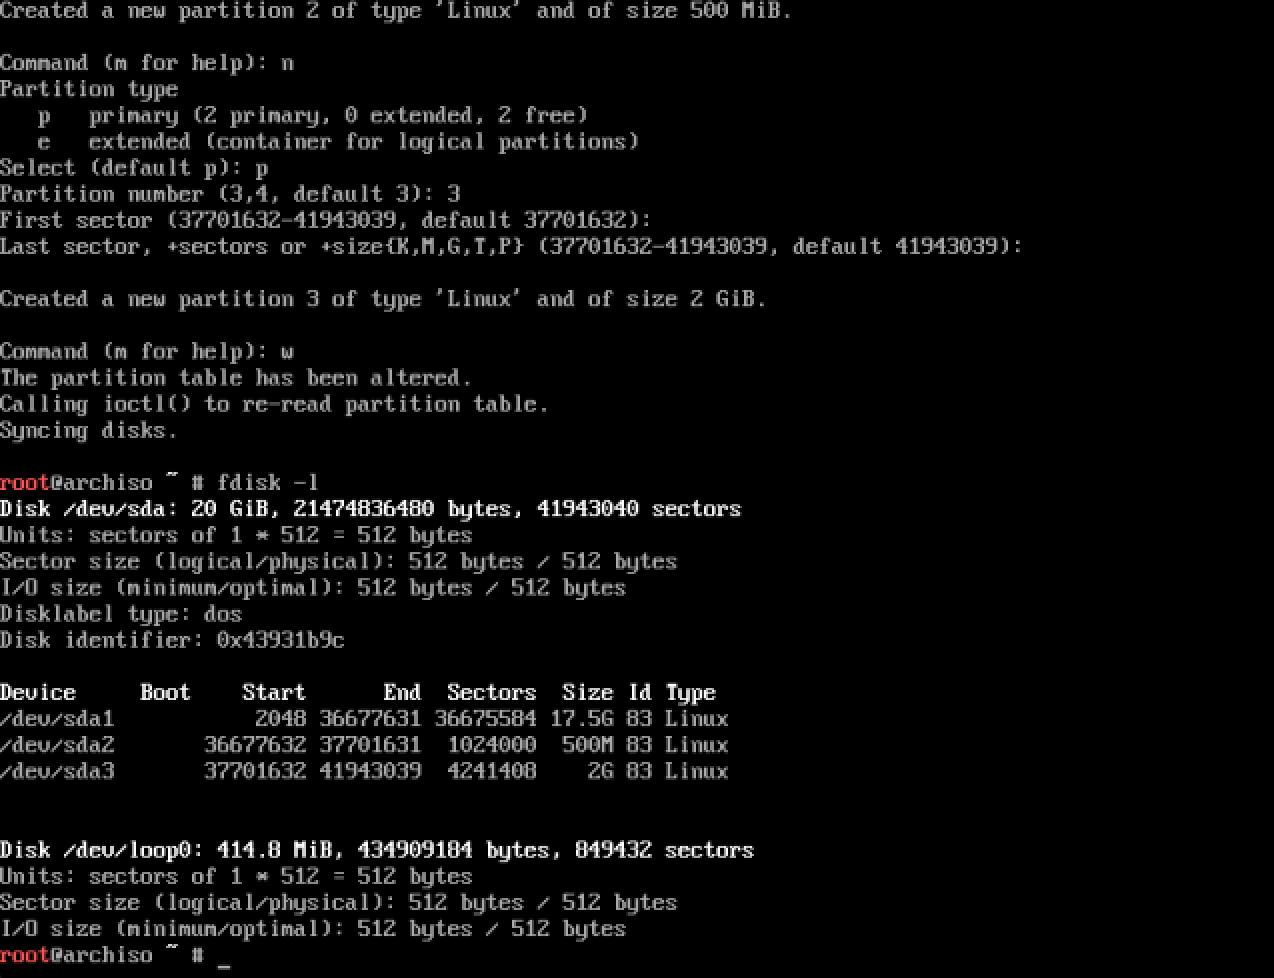 Created a new partition 2 of type 'Linux' and of size 500 MiB.
Command (m for help): n
Partition type
   p   primary (2 primary, 0 extended, 2 free)
   e   extended (container for logical partitions)
Select (default p): p
Partition number (3,4, default 3): 3
First sector (37701632-41943039, default 37701632):
Last sector, +sectors or +size{K,M,G,T,P} (37701632-41943039, default 41943039):
Created a new partition 3 of type 'Linux' and of size 2 GiB.
Command (m for help): w
The partition table has been altered.
Calling ioctl() to re-read partition table.
Syncing disks.
root@archiso ~ # fdisk -l
Disk /dev/sda: 20 GiB, 21474836480 bytes, 41943040 sectors
Units: sectors of 1 * 512 = 512 bytes
Sector size (logical/physical): 512 bytes / 512 bytes
I/O size (minimum/optimal): 512 bytes / 512 bytes
Disklabel type: dos
Disk identifier: 0x43931b9c
Device     Boot    Start      End  Sectors  Size Id Type
/dev/sda1           2048 36677631 36675584 17.5G 83 Linux
/dev/sda2       36677632 37701631  1024000  500M 83 Linux
/dev/sda3       37701632 41943039  4241408    2G 83 Linux
Disk /dev/loop0: 414.8 MiB, 434909184 bytes, 849432 sectors
Units: sectors of 1 * 512 = 512 bytes
Sector size (logical/physical): 512 bytes / 512 bytes
I/O size (minimum/optimal): 512 bytes / 512 bytes
root@archiso ~ # _